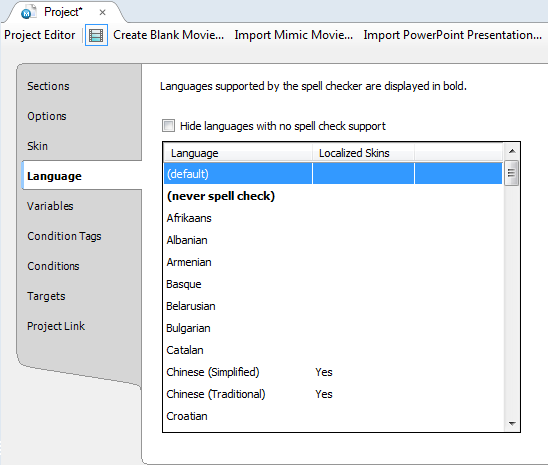 Project*
Project Editor Create Blank Movie... Import Mimic Movie... Import PowerPoint Presentation...
Sections
Options
Skin
Language
Variables
Condition Tags
Conditions
Targets
Project Link
Languages supported by the spell checker are displayed in bold.
Hide languages with no spell check support
Language Localized Skins
(default)
(never spell check)
Afrikaans
Albanian
Armenian
Basque
Belarusian
Bulgarian
Catalan
Chinese (Simplified) Yes
Chinese (Traditional) Yes
Croatian